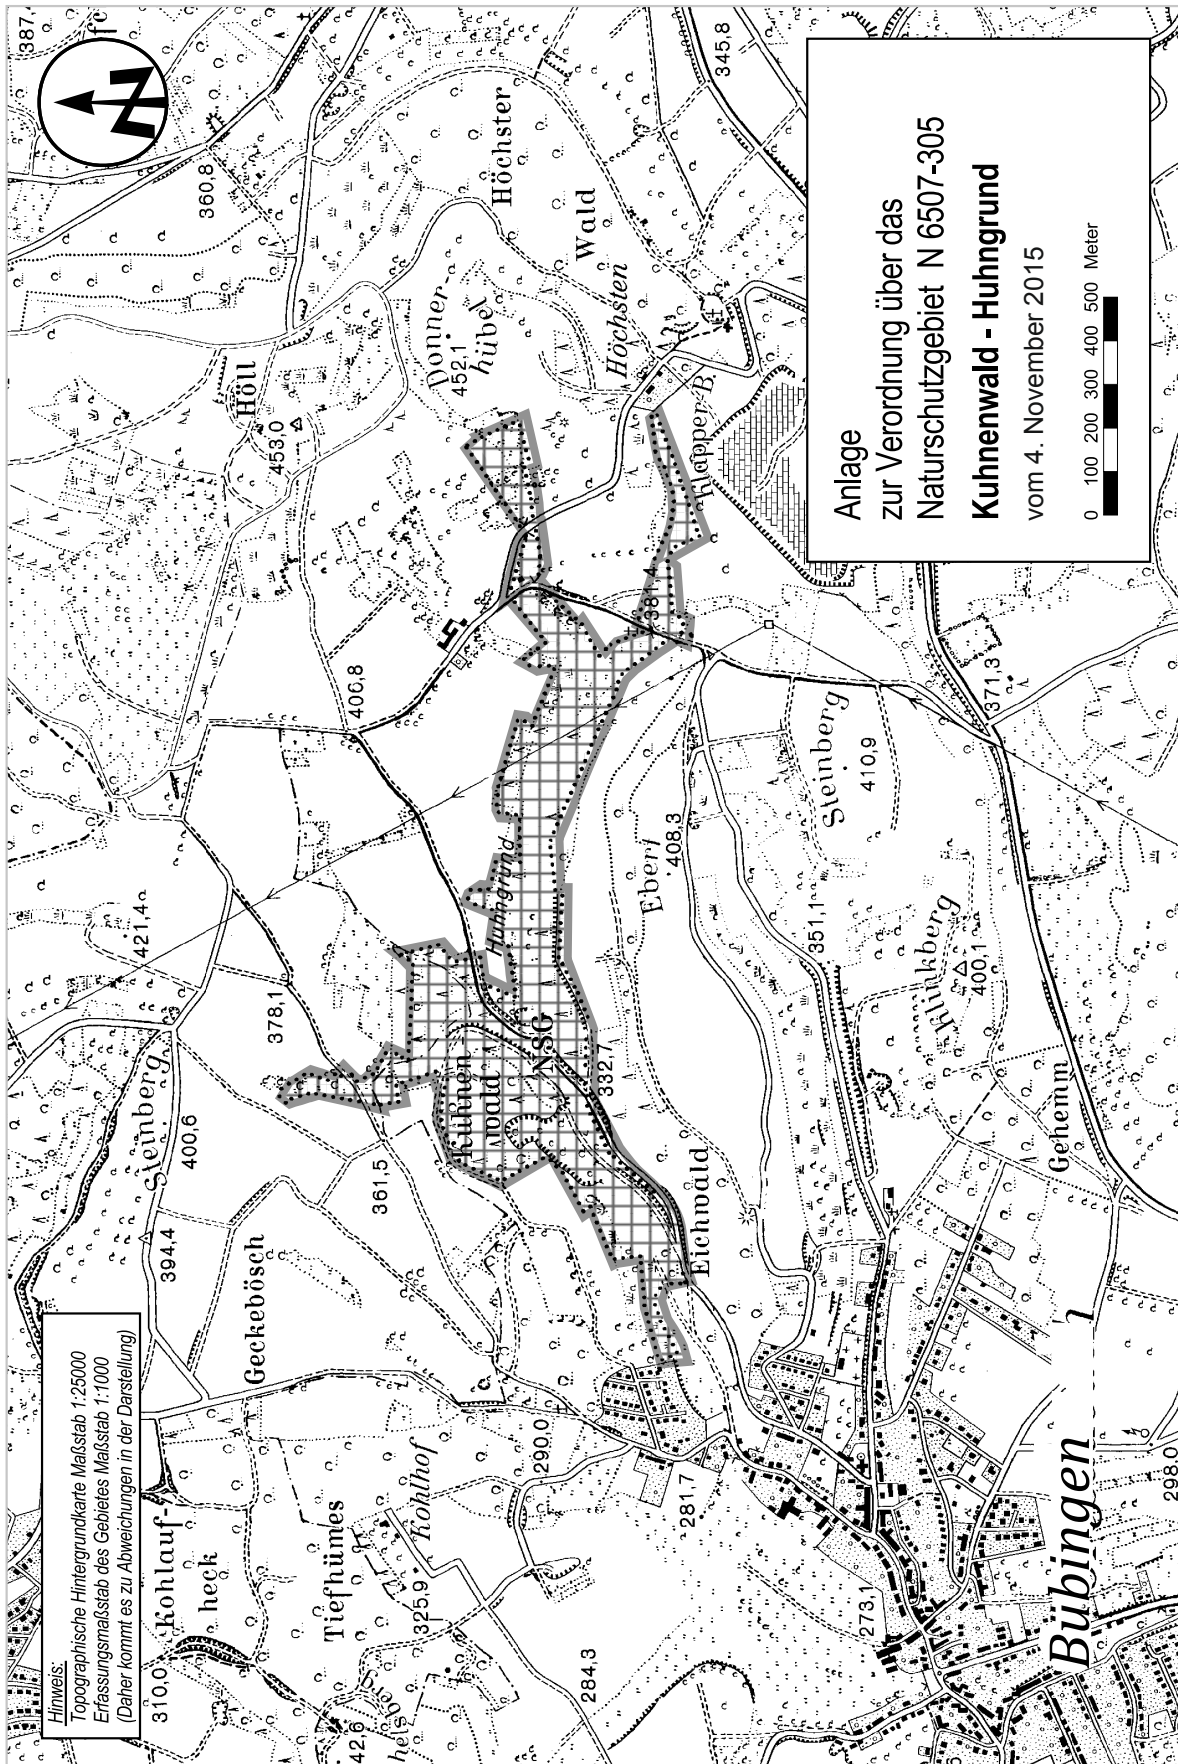 Hinweis:
Topographische Hintergrundkarte Maßstab 1:25000
Erfassungsmaßstab des Gebietes Maßstab 1:1000
(Daher kommt es zu Abweichungen in der Darstellung)
N
Anlage
zur Verordnung über das
Naturschutzgebiet N 6507-305
Kuhnenwald - Huhngrund
vom 4. November 2015
0 100 200 300 400 500 Meter
387,
360,8
345,8
Höchster
Wald
Höchsten
Donner-
hübel
452,1
Höll
453,0
Klapper-B.
406,8
381,4
421,4
378,1
Steinberg
400,6
394,4
361,5
Geckebösch
Huhngrund
Kuhnen
wald
NSG
332,7
Eichwald
Eberf
408,3
Steinberg
410,9
371,3
351,1
Klinkberg
400,1
Gehemm
Kohlauf-
heck
310,0
Tiefhümes
Kohlhof
325,9
290,0
281,7
284,3
273,1
298,0
Bübingen